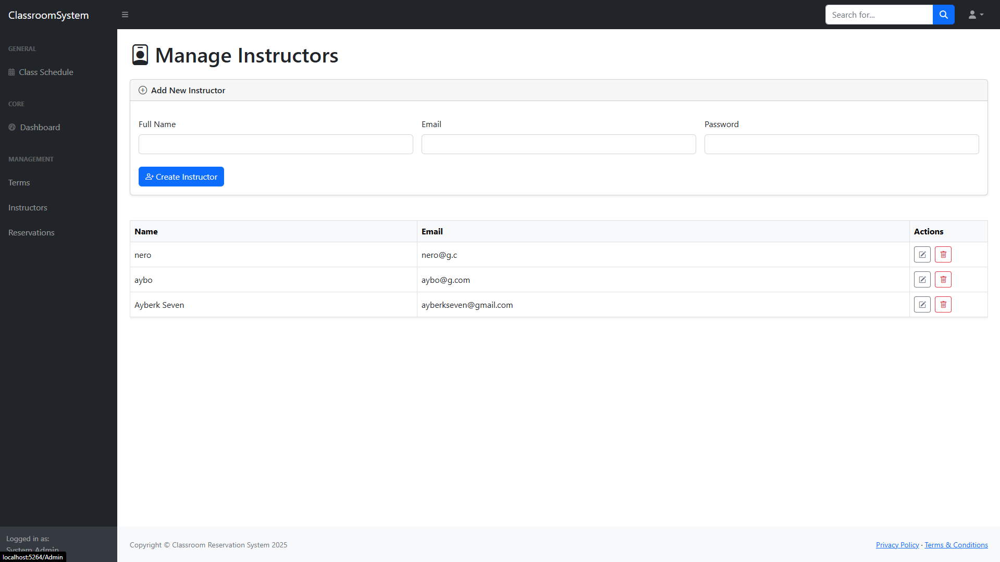 ClassroomSystem
Search for...
GENERAL
Class Schedule
CORE
Dashboard
MANAGEMENT
Terms
Instructors
Reservations
Manage Instructors
Add New Instructor
Full Name
Email
Password
Create Instructor
Name Email Actions
nero nero@g.c
aybo aybo@g.com
Ayberk Seven ayberkseven@gmail.com
Logged in as:
System Admin
localhost:5264/Admin
Copyright © Classroom Reservation System 2025
Privacy Policy · Terms & Conditions